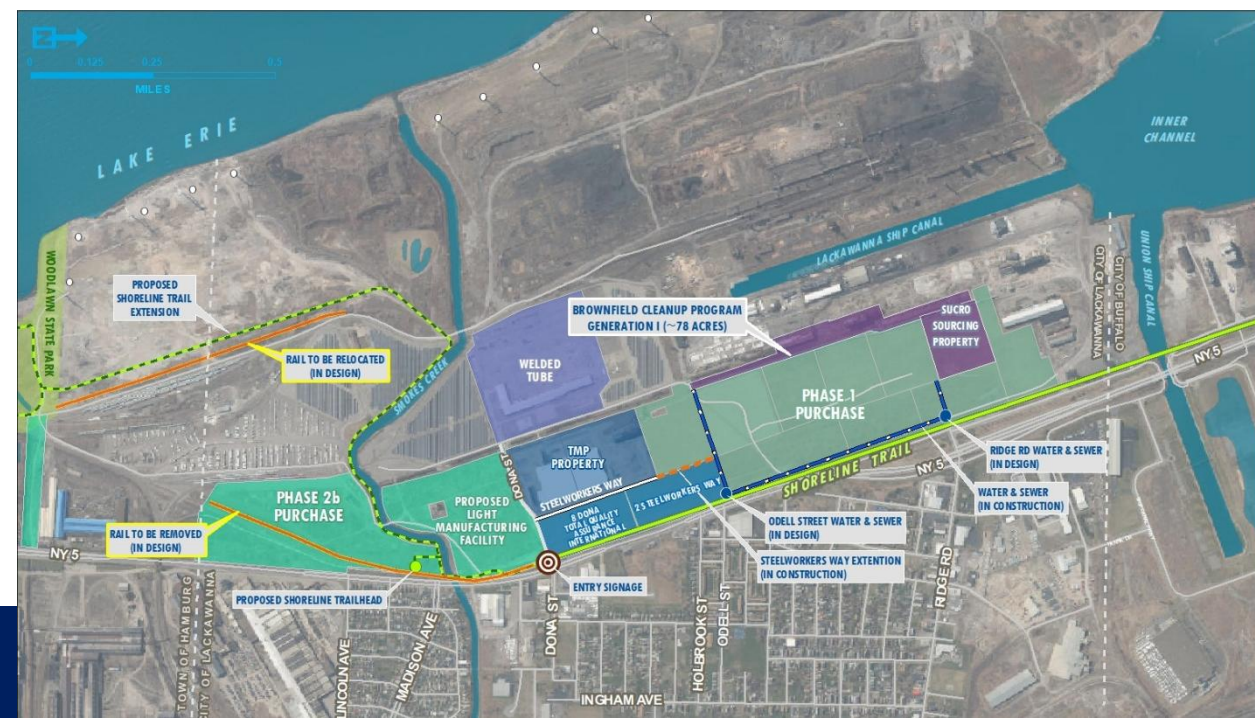 N
0 0.125 0.25 0.5
MILES
LAKE ERIE
INNER
CHANNEL
WOODLAWN STATE PARK
PROPOSED
SHORELINE TRAIL
EXTENSION
RAIL TO BE RELOCATED
(IN DESIGN)
SMOKES CREEK
LACKAWANNA SHIP CANAL
CITY OF LACKAWANNA
CITY OF BUFFALO
UNION SHIP CANAL
BROWNFIELD CLEANUP PROGRAM
GENERATION I (~78 ACRES)
SUCRO
SOURCING
PROPERTY
WELDED
TUBE
PHASE 1
PURCHASE
NY 5
TMP
PROPERTY
DONA ST
STEELWORKERS WAY
8 DONA
TOTAL QUALITY
ASSURANCE
INTERNATIONAL
2 STEELWORKERS WAY
SHORELINE TRAIL
NY 5
RIDGE RD WATER & SEWER
(IN DESIGN)
WATER & SEWER
(IN CONSTRUCTION)
PHASE 2b
PURCHASE
PROPOSED
LIGHT
MANUFACTURING
FACILITY
RAIL TO BE REMOVED
(IN DESIGN)
NY 5
ODELL STREET WATER & SEWER
(IN DESIGN)
STEELWORKERS WAY EXTENTION
(IN CONSTRUCTION)
ENTRY SIGNAGE
PROPOSED SHORELINE TRAILHEAD
TOWN OF HAMBURG
CITY OF LACKAWANNA
LINCOLN AVE
MADISON AVE
DONA ST
HOLBROOK ST
ODELL ST
RIDGE RD
INGHAM AVE